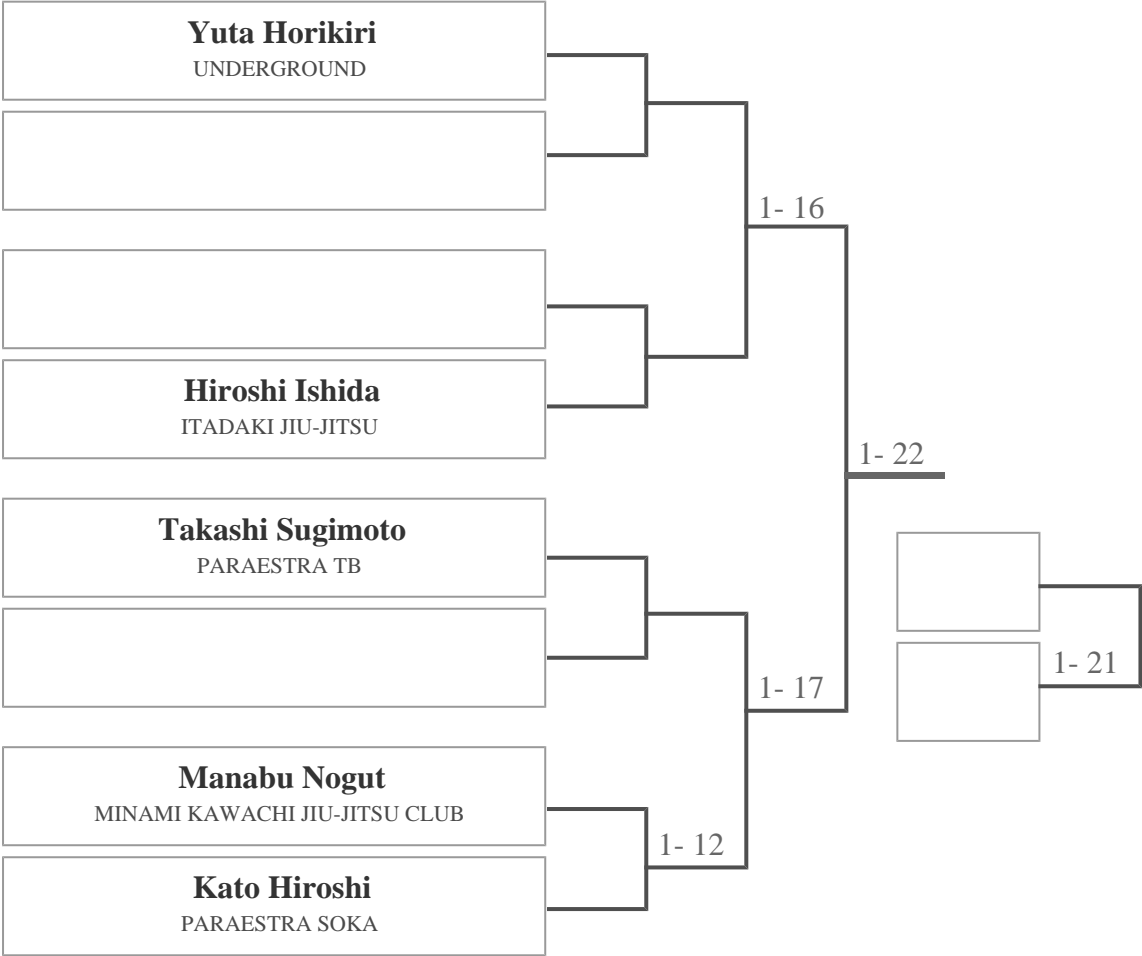 Yuta Horikiri
UNDERGROUND
1- 16
Hiroshi Ishida
ITADAKI JIU-JITSU
1- 22
Takashi Sugimoto
PARAESTRA TB
1- 17
1- 21
Manabu Nogut
MINAMI KAWACHI JIU-JITSU CLUB
1- 12
Kato Hiroshi
PARAESTRA SOKA